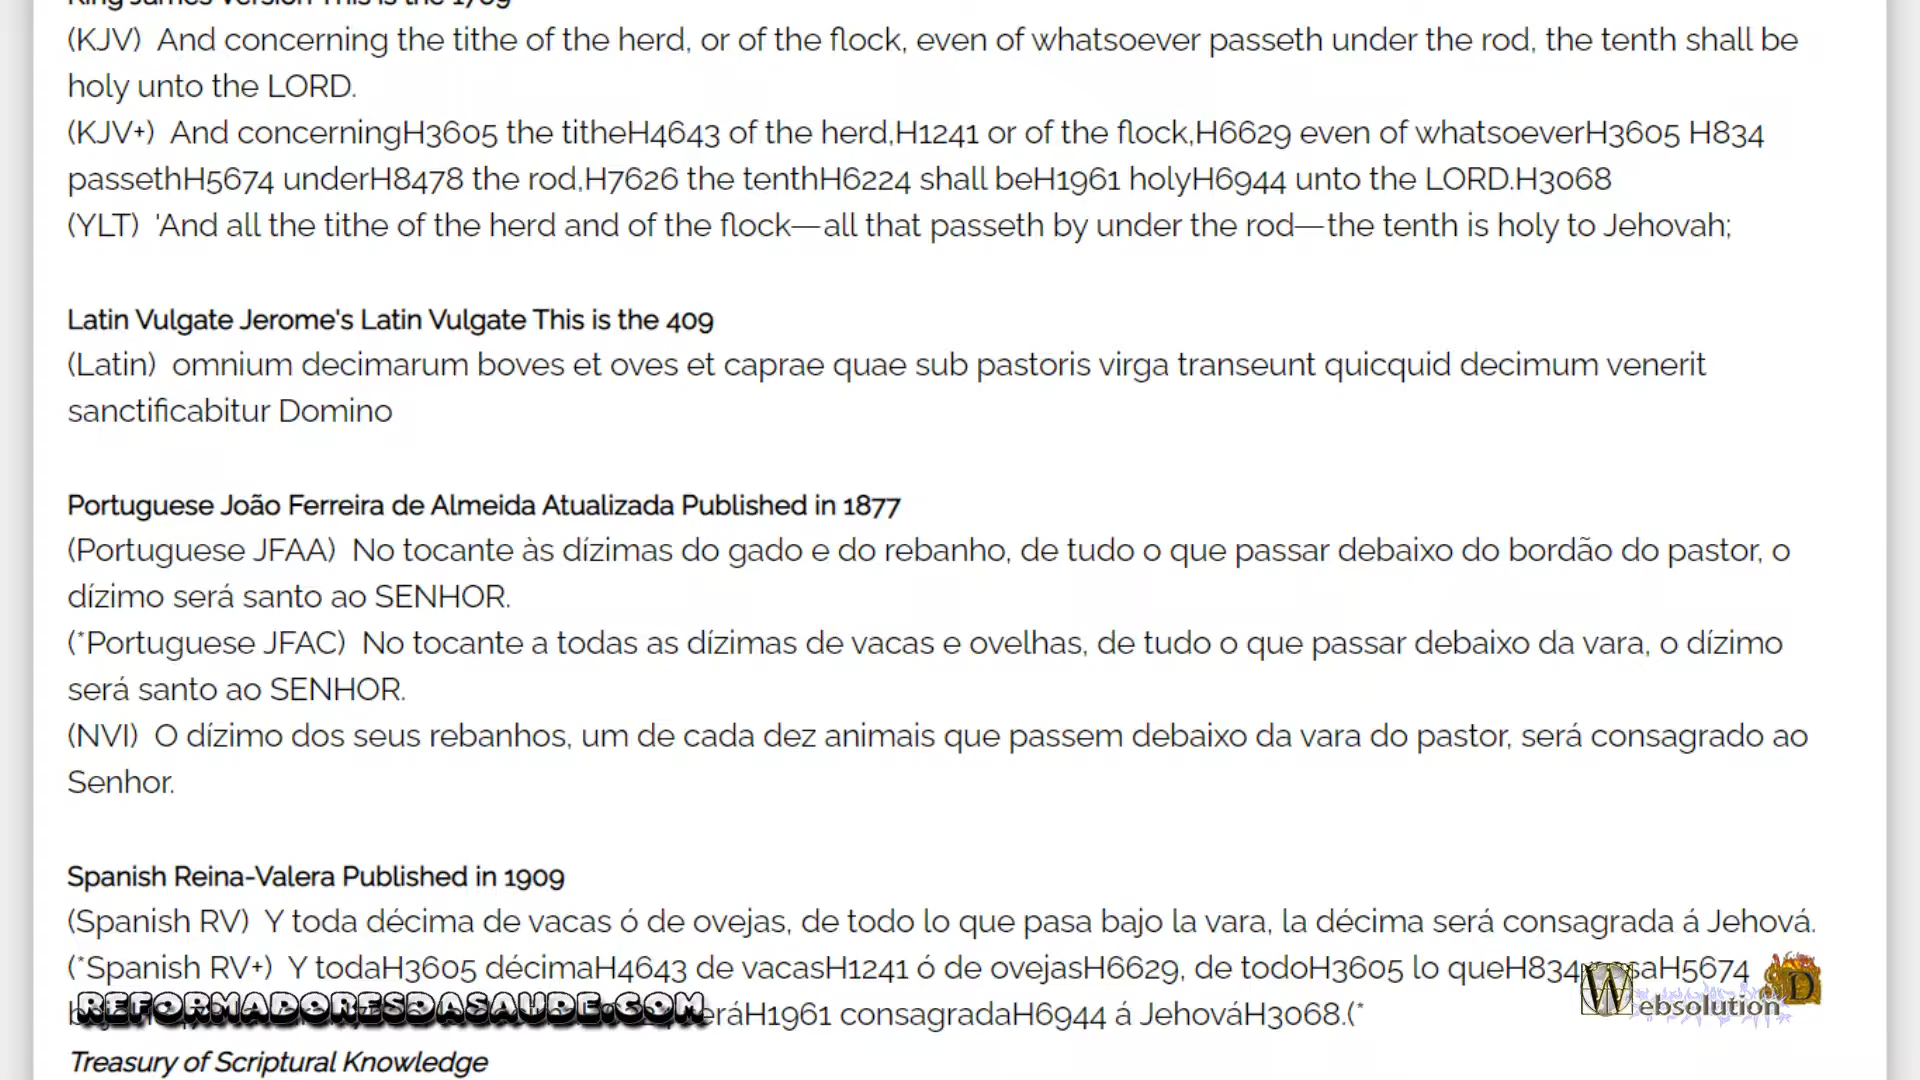 King James Version This is the 1769
(KJV) And concerning the tithe of the herd, or of the flock, even of whatsoever passeth under the rod, the tenth shall be
holy unto the LORD.
(KJV+) And concerningH3605 the titheH4643 of the herd,H1241 or of the flock,H6629 even of whatsoeverH3605 H834
passethH5674 underH8478 the rod,H7626 the tenthH6224 shall beH1961 holyH6944 unto the LORD.H3068
(YLT) 'And all the tithe of the herd and of the flock—all that passeth by under the rod—the tenth is holy to Jehovah;
Latin Vulgate Jerome's Latin Vulgate This is the 409
(Latin) omnium decimarum boves et oves et caprae quae sub pastoris virga transeunt quicquid decimum venerit
sanctificabitur Domino
Portuguese João Ferreira de Almeida Atualizada Published in 1877
(Portuguese JFAA) No tocante às dízimas do gado e do rebanho, de tudo o que passar debaixo do bordão do pastor, o
dízimo será santo ao SENHOR.
(*Portuguese JFAC) No tocante a todas as dízimas de vacas e ovelhas, de tudo o que passar debaixo da vara, o dízimo
será santo ao SENHOR.
(NVI) O dízimo dos seus rebanhos, um de cada dez animais que passem debaixo da vara do pastor, será consagrado ao
Senhor.
Spanish Reina-Valera Published in 1909
(Spanish RV) Y toda décima de vacas ó de ovejas, de todo lo que pasa bajo la vara, la décima será consagrada á Jehová.
(*Spanish RV+) Y todaH3605 décimaH4643 de vacasH1241 ó de ovejasH6629, de todoH3605 lo queH834
H1961 consagradaH6944 á JehováH3068.(*
REFORMADORESDASAUDE.COM
Websolution D
Treasury of Scriptural Knowledge